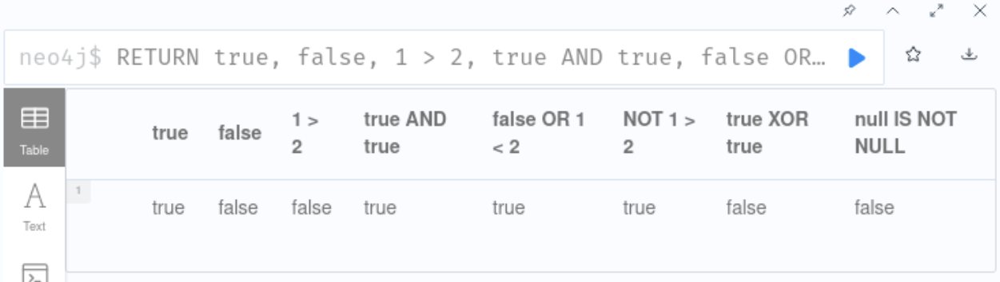 neo4j$ RETURN true, false, 1 > 2, true AND true, false OR…
Table
true false 1 > 2 true AND true false OR 1 < 2 NOT 1 > 2 true XOR true null IS NOT NULL
1
true false false true true true false false
Text